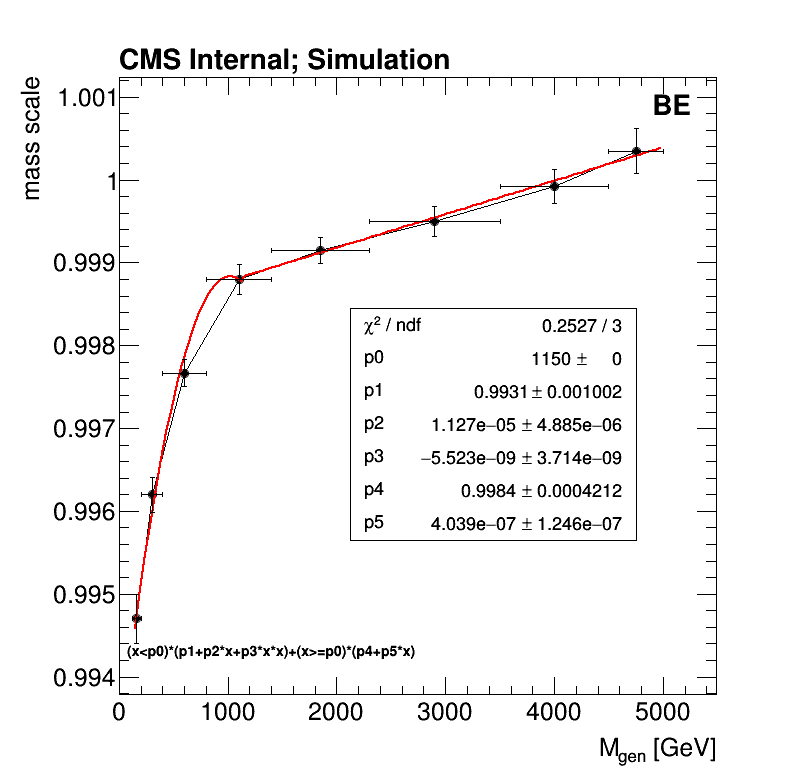 CMS Internal; Simulation
mass scale
BE
1.001
1
0.999
0.998
0.997
0.996
0.995
0.994
χ² / ndf 0.2527 / 3
p0 1150 ± 0
p1 0.9931 ± 0.001002
p2 1.127e−05 ± 4.885e−06
p3 −5.523e−09 ± 3.714e−09
p4 0.9984 ± 0.0004212
p5 4.039e−07 ± 1.246e−07
(x<p0)*(p1+p2*x+p3*x*x)+(x>=p0)*(p4+p5*x)
0 1000 2000 3000 4000 5000
M_gen [GeV]